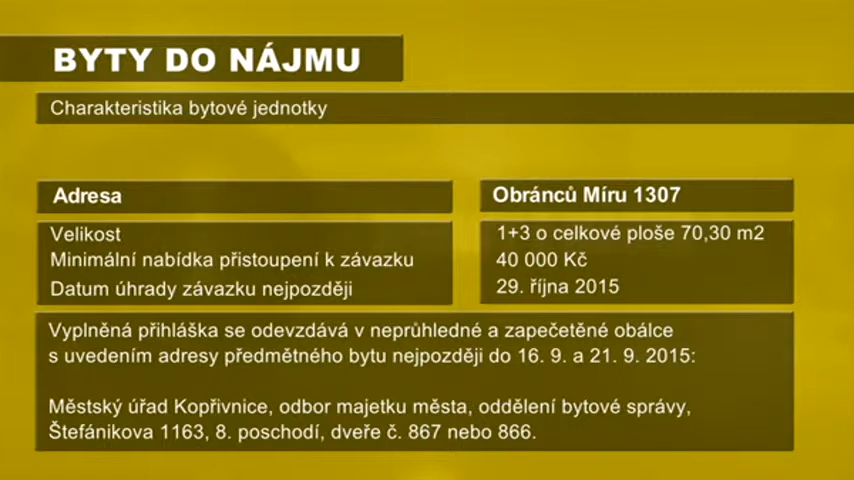 BYTY DO NÁJMU
Charakteristika bytové jednotky
Adresa
Obránců Míru 1307
Velikost
1+3 o celkové ploše 70,30 m2
Minimální nabídka přistoupení k závazku
40 000 Kč
Datum úhrady závazku nejpozději
29. října 2015
Vyplněná přihláška se odevzdává v neprůhledné a zapečetěné obálce
s uvedením adresy předmětného bytu nejpozději do 16. 9. a 21. 9. 2015:
Městský úřad Kopřivnice, odbor majetku města, oddělení bytové správy,
Štefánikova 1163, 8. poschodí, dveře č. 867 nebo 866.